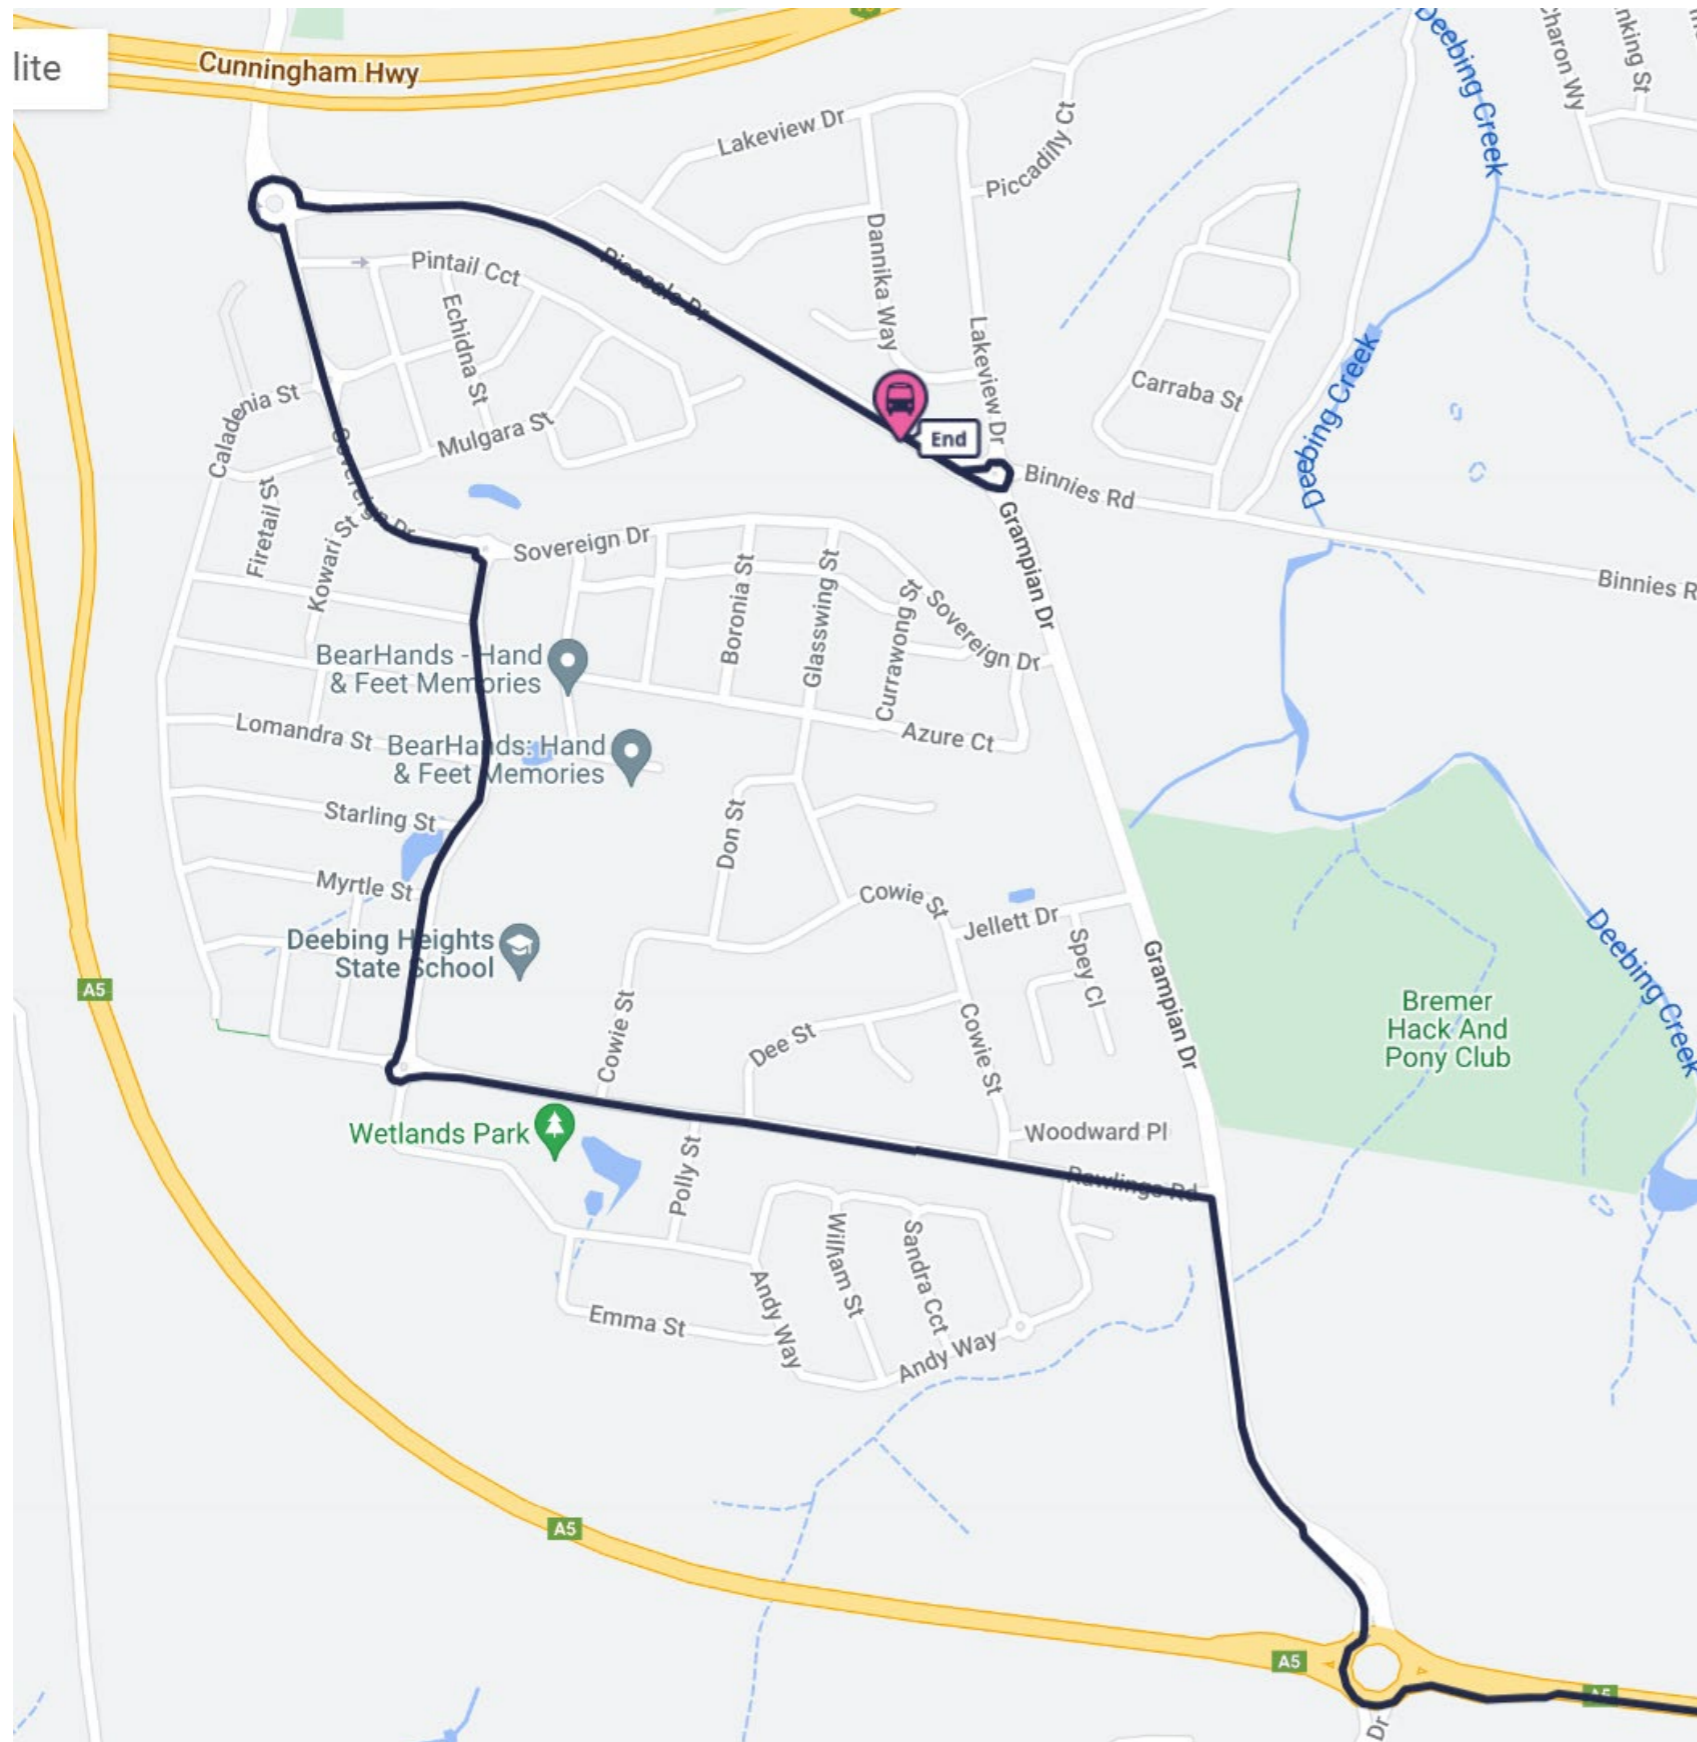 lite
Cunningham Hwy
Lakeview Dr
Piccadilly Ct
Deebing Creek
Charon Wy
nking St
Dannika Way
Pintail Cct
Echidna St
Lakeview Dr
Carraba St
Deebing Creek
Caladenia St
Mulgara St
End
Binnies Rd
Sovereign Dr
Firetail St
Kowari St
Sovereign Dr
Grampian Dr
Binnies R
Boronia St
Glasswing St
Currawong St
Sovereign Dr
BearHands - Hand
& Feet Memories
Lomandra St
BearHands: Hand
& Feet Memories
Azure Ct
Starling St
Don St
Myrtle St
Cowie St
Jellett Dr
Spey Cl
Deebing Heights
State School
A5
Cowie St
Dee St
Cowie St
Grampian Dr
Bremer
Hack And
Pony Club
Deebing Creek
Wetlands Park
Woodward Pl
Polly St
Rawlings Rd
William St
Sandra Cct
Andy Way
Emma St
Andy Way
A5
A5
A5
Dr